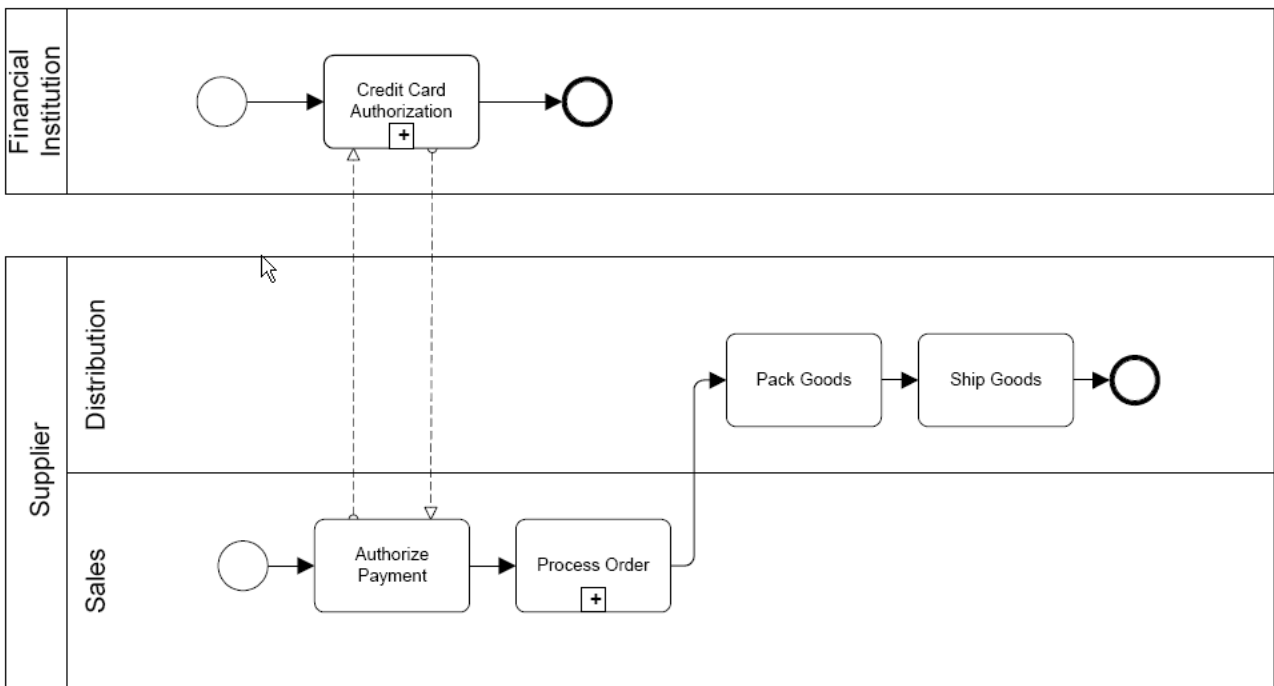 Financial
Institution
Credit Card
Authorization
+
Supplier
Distribution
Pack Goods
Ship Goods
Sales
Authorize
Payment
Process Order
+